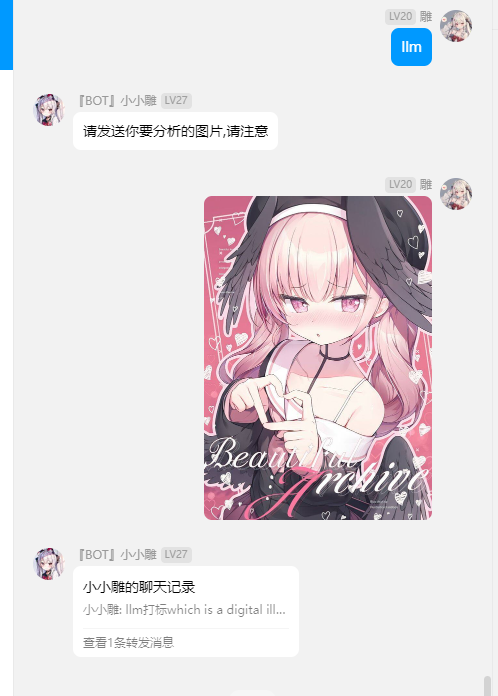 LV20 雕
llm
『BOT』小小雕 LV27
请发送你要分析的图片,请注意
LV20 雕
Beautiful
Archive
『BOT』小小雕 LV27
小小雕的聊天记录
小小雕: llm打标which is a digital ill...
查看1条转发消息